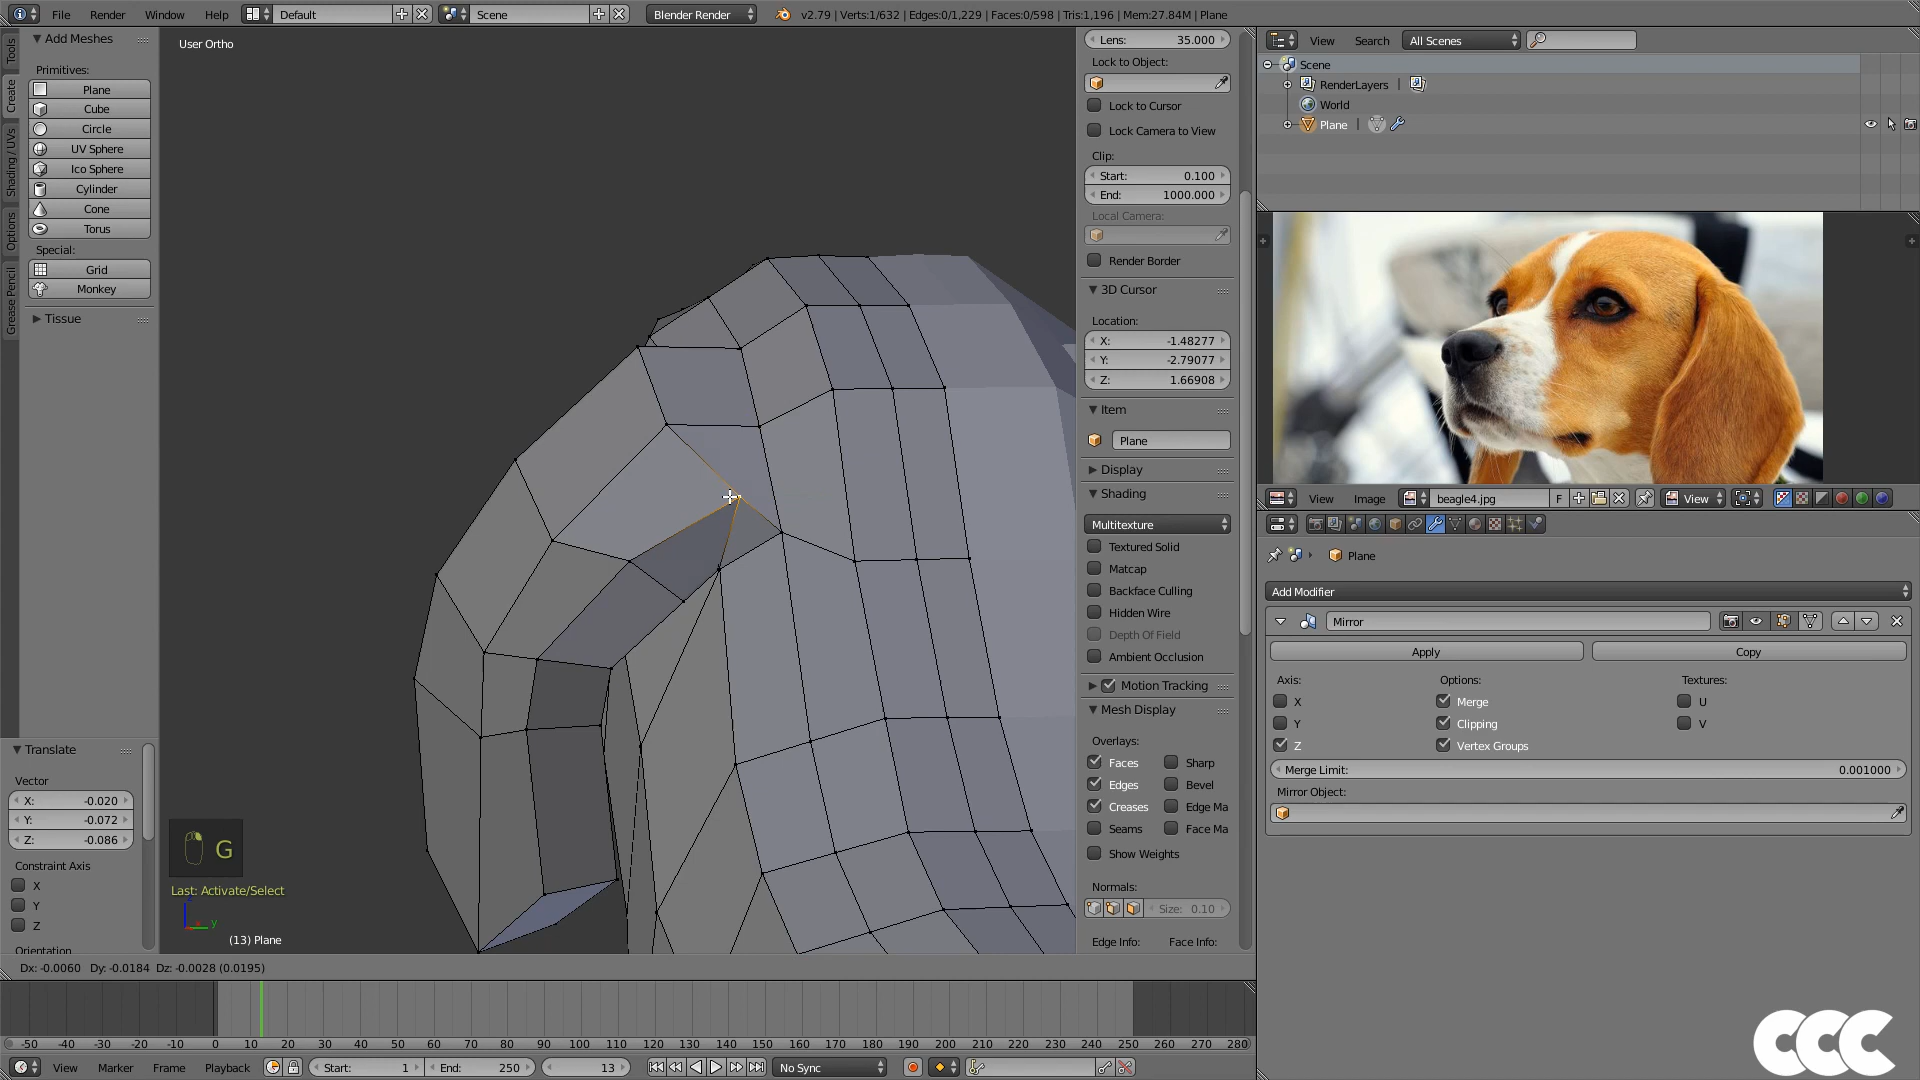 File Render Window Help Default Scene Blender Render v2.79 | Verts:1/632 | Edges:0/1,229 | Faces:0/598 | Tris:1,196 | Mem:27.84M | Plane
Tools
Create
Shading / UVs
Options
Grease Pencil
Add Meshes
Primitives:
Plane
Cube
Circle
UV Sphere
Ico Sphere
Cylinder
Cone
Torus
Special:
Grid
Monkey
Tissue
Translate
Vector
X: -0.020
Y: -0.072
Z: -0.086
Constraint Axis
X
Y
Z
Orientation
User Ortho
G
Last: Activate/Select
y
(13) Plane
Dx: -0.0060 Dy: -0.0184 Dz: -0.0028 (0.0195)
Lens: 35.000
Lock to Object:
Lock to Cursor
Lock Camera to View
Clip:
Start: 0.100
End: 1000.000
Local Camera:
Render Border
3D Cursor
Location:
X: -1.48277
Y: -2.79077
Z: 1.66908
Item
Plane
Display
Shading
Multitexture
Textured Solid
Matcap
Backface Culling
Hidden Wire
Depth Of Field
Ambient Occlusion
Motion Tracking
Mesh Display
Overlays:
Faces Sharp
Edges Bevel
Creases Edge Ma
Seams Face Ma
Show Weights
Normals:
Size: 0.10
Edge Info: Face Info:
View Search All Scenes
Scene
RenderLayers |
World
Plane |
View Image beagle4.jpg F View
Plane
Add Modifier
Mirror
Apply Copy
Axis: Options: Textures:
X Merge U
Y Clipping V
Z Vertex Groups
Merge Limit: 0.001000
Mirror Object:
-50 -40 -30 -20 -10 0 10 20 30 40 50 60 70 80 90 100 110 120 130 140 150 160 170 180 190 200 210 220 230 240 250 260 270 280
View Marker Frame Playback Start: 1 End: 250 13 No Sync
CCC